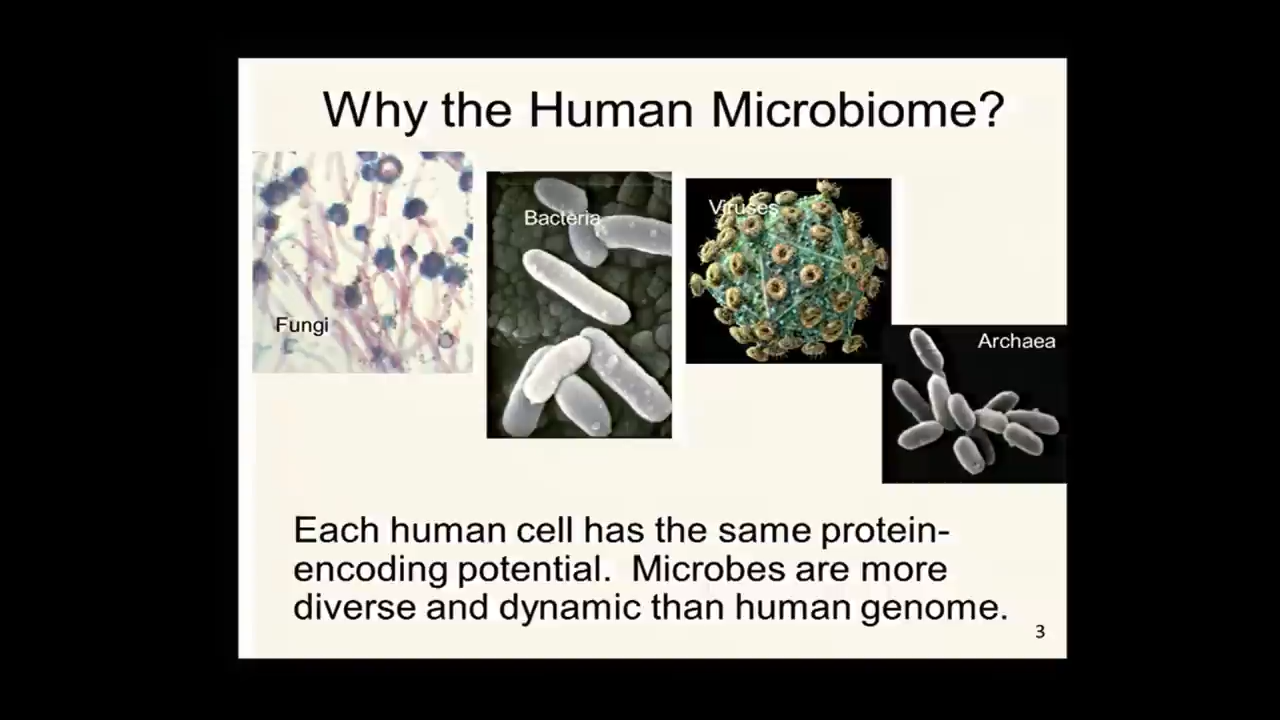 Why the Human Microbiome?
Fungi
Bacteria
Viruses
Archaea
Each human cell has the same protein-
encoding potential.  Microbes are more
diverse and dynamic than human genome.
3